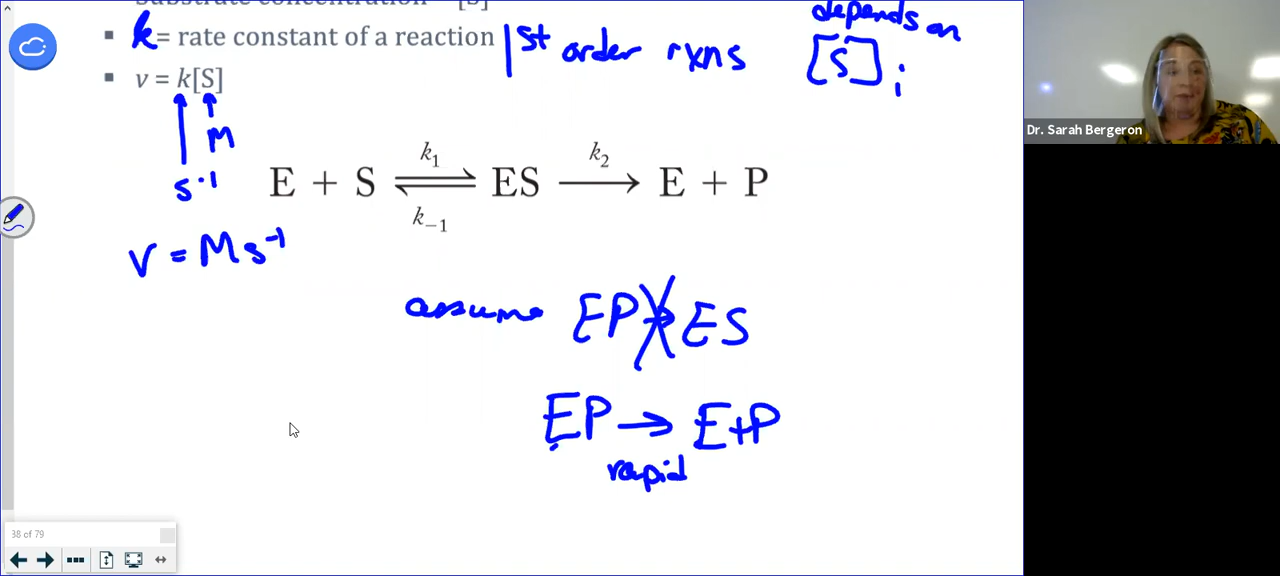 Substrate concentration [S]
depends on
▪ k = rate constant of a reaction
1st order rxns
[S]i
▪ v = k[S]
M
s-1
Dr. Sarah Bergeron
k1
k2
E + S ⇌ ES → E + P
k−1
v = Ms-1
assume EP → ES
EP → E+P
rapid
38 of 79